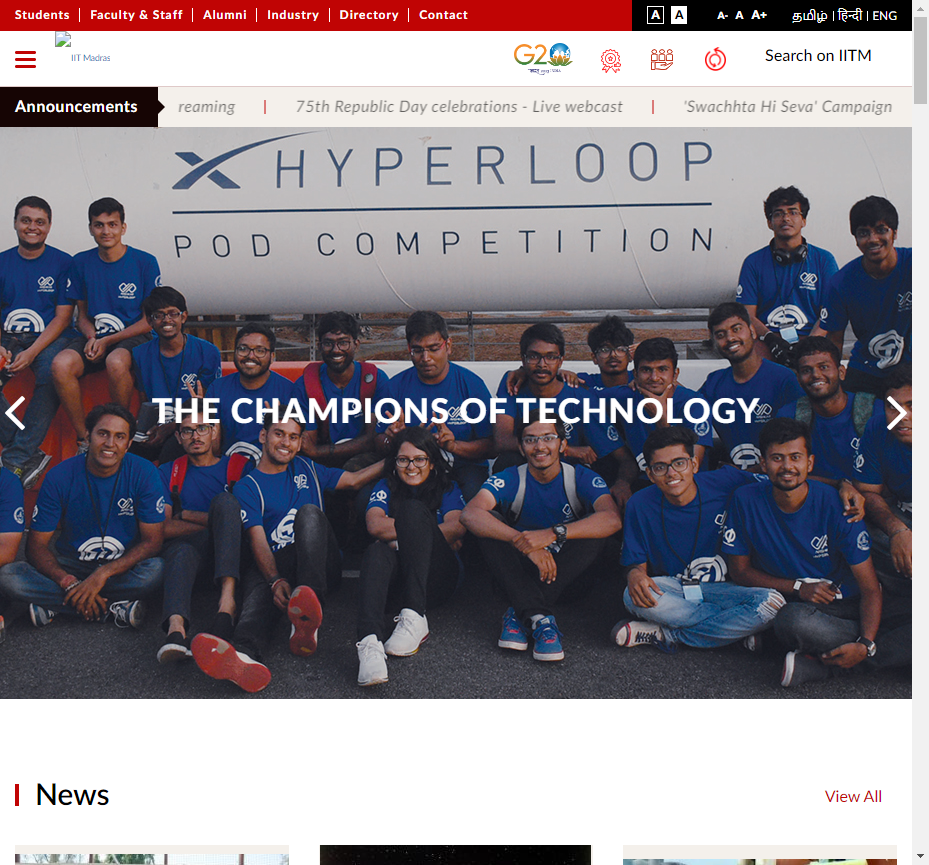 Students Faculty & Staff Alumni Industry Directory Contact A A A- A A+ தமிழ் | हिन्दी | ENG
IIT Madras G20 Search on IITM
Announcements reaming | 75th Republic Day celebrations - Live webcast | 'Swachhta Hi Seva' Campaign
HYPERLOOP
POD COMPETITION
THE CHAMPIONS OF TECHNOLOGY
News View All